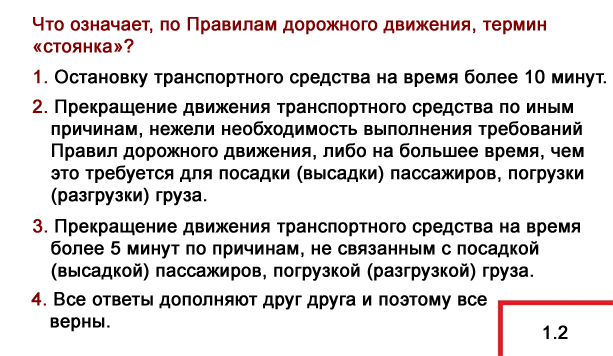 Что означает, по Правилам дорожного движения, термин
«стоянка»?
1. Остановку транспортного средства на время более 10 минут.
2. Прекращение движения транспортного средства по иным
причинам, нежели необходимость выполнения требований
Правил дорожного движения, либо на большее время, чем
это требуется для посадки (высадки) пассажиров, погрузки
(разгрузки) груза.
3. Прекращение движения транспортного средства на время
более 5 минут по причинам, не связанным с посадкой
(высадкой) пассажиров, погрузкой (разгрузкой) груза.
4. Все ответы дополняют друг друга и поэтому все
верны.
1.2